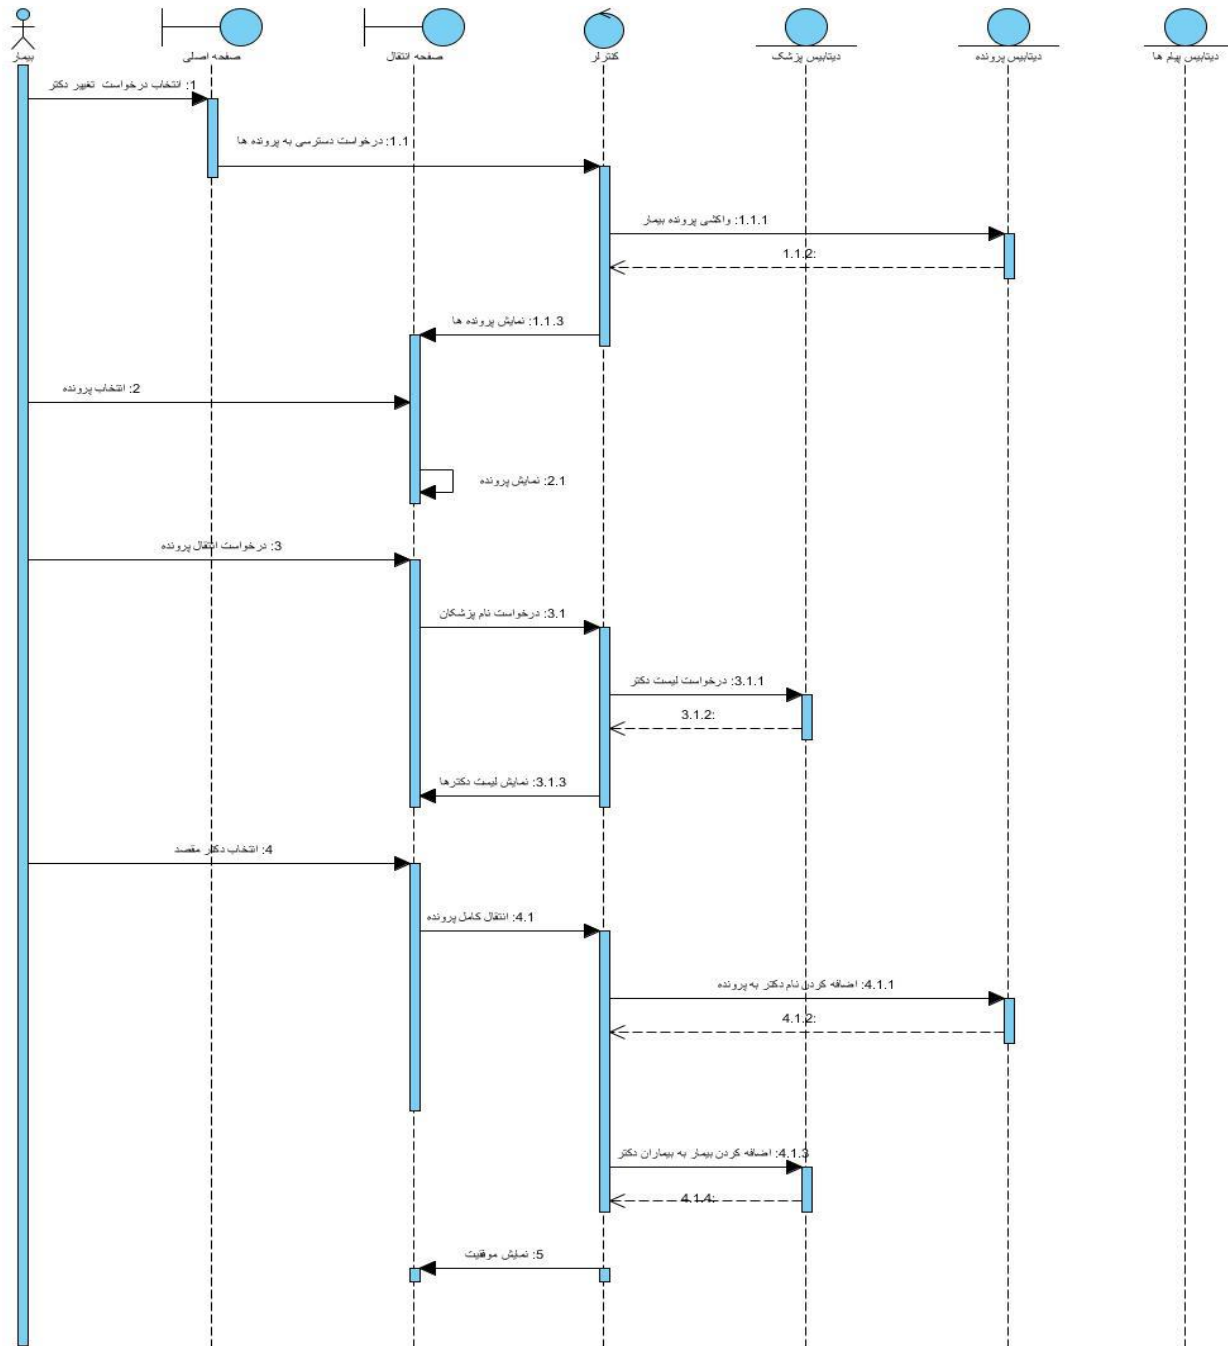 بیمار
صفحه اصلی
صفحه انتقال
کنترلر
دیتابیس پزشک
دیتابیس پرونده
دیتابیس پیام ها
1: انتخاب درخواست تغییر دکتر
1.1: درخواست دسترسی به پرونده ها
1.1.1: واکشی پرونده بیمار
1.1.2:
1.1.3: نمایش پرونده ها
2: انتخاب پرونده
2.1: نمایش پرونده
3: درخواست انتقال پرونده
3.1: درخواست نام پزشکان
3.1.1: درخواست لیست دکتر
3.1.2:
3.1.3: نمایش لیست دکترها
4: انتخاب دکتر مقصد
4.1: انتقال کامل پرونده
4.1.1: اضافه کردن نام دکتر به پرونده
4.1.2:
4.1.3: اضافه کردن بیمار به بیماران دکتر
4.1.4:
5: نمایش موفقیت